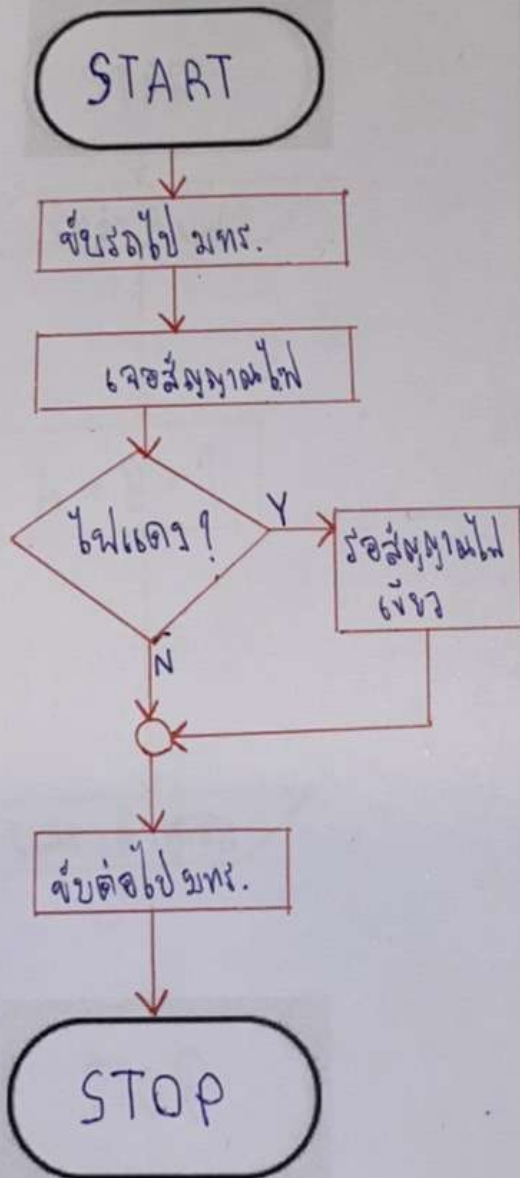 START
ขับรถไป มทร.
เจอสัญญาณไฟ
ไฟแดง?
Y
รอสัญญาณไฟ
เขียว
N
ขับต่อไป มทร.
STOP